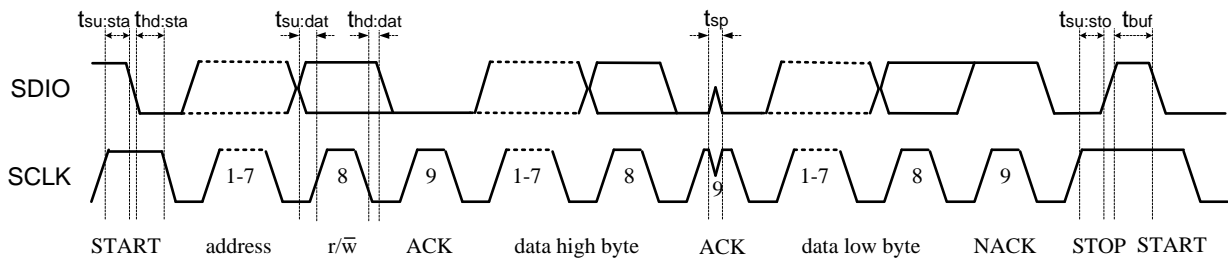 tsu:sta thd:sta tsu:dat thd:dat tsp tsu:sto tbuf
SDIO
SCLK 1-7 8 9 1-7 8 9 1-7 8 9
START address r/w̅ ACK data high byte ACK data low byte NACK STOP START